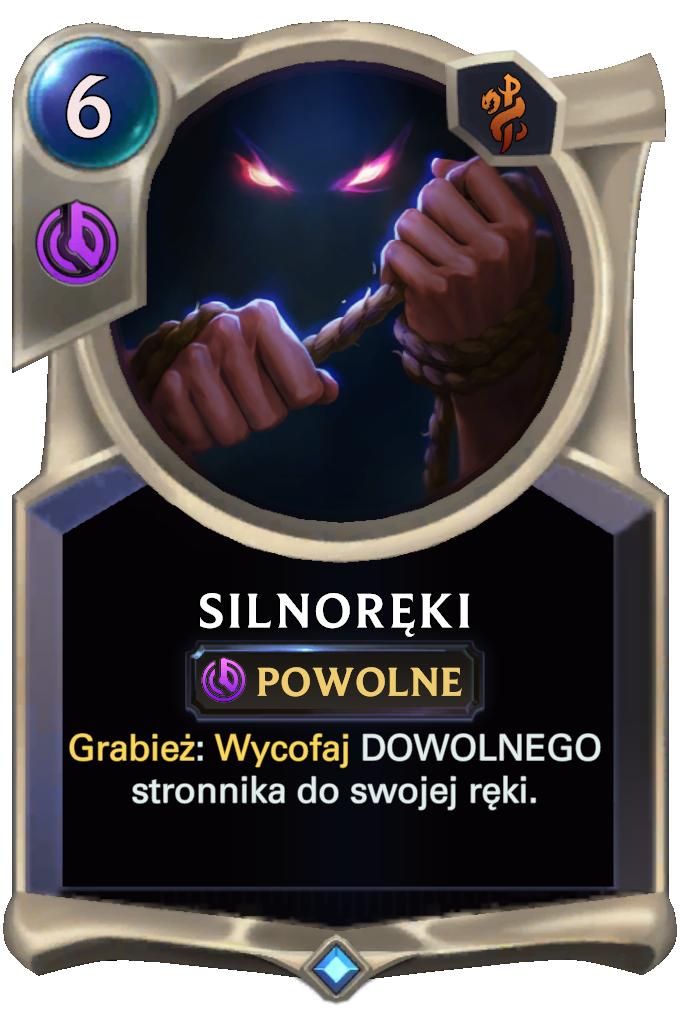 6
SILNORĘKI
POWOLNE
Grabież: Wycofaj DOWOLNEGO
stronnika do swojej ręki.